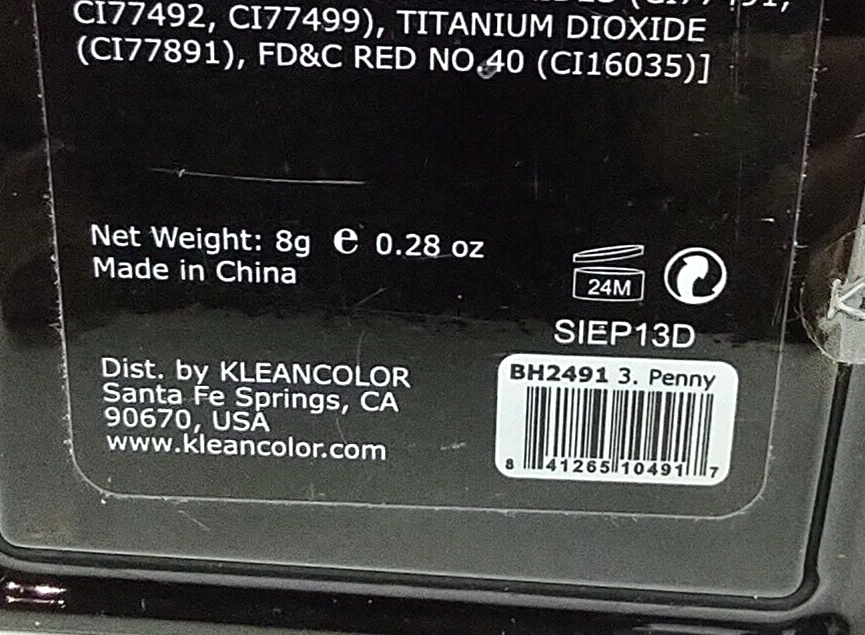 CI77492, CI77499), TITANIUM DIOXIDE
(CI77891), FD&C RED NO.40 (CI16035)]
Net Weight: 8g e 0.28 oz
Made in China
24M
SIEP13D
Dist. by KLEANCOLOR
Santa Fe Springs, CA
90670, USA
www.kleancolor.com
BH2491 3. Penny
8 41265 10491 7